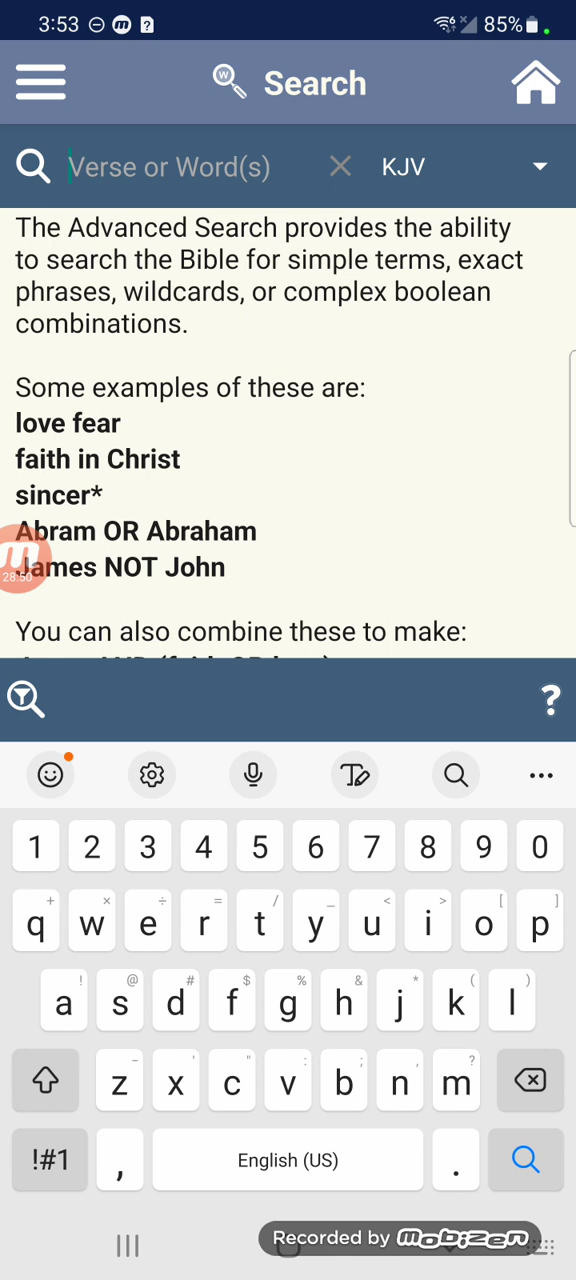 3:53 85%
Search
Verse or Word(s) KJV
The Advanced Search provides the ability
to search the Bible for simple terms, exact
phrases, wildcards, or complex boolean
combinations.
Some examples of these are:
love fear
faith in Christ
sincer*
Abram OR Abraham
James NOT John
28:50
You can also combine these to make:
?
1 2 3 4 5 6 7 8 9 0
+ × ÷ = / _ < > [ ]
q w e r t y u i o p
! @ # $ % & * ( )
a s d f g h j k l
- ' " : ; , ?
z x c v b n m
!#1 , English (US) .
Recorded by mobizen